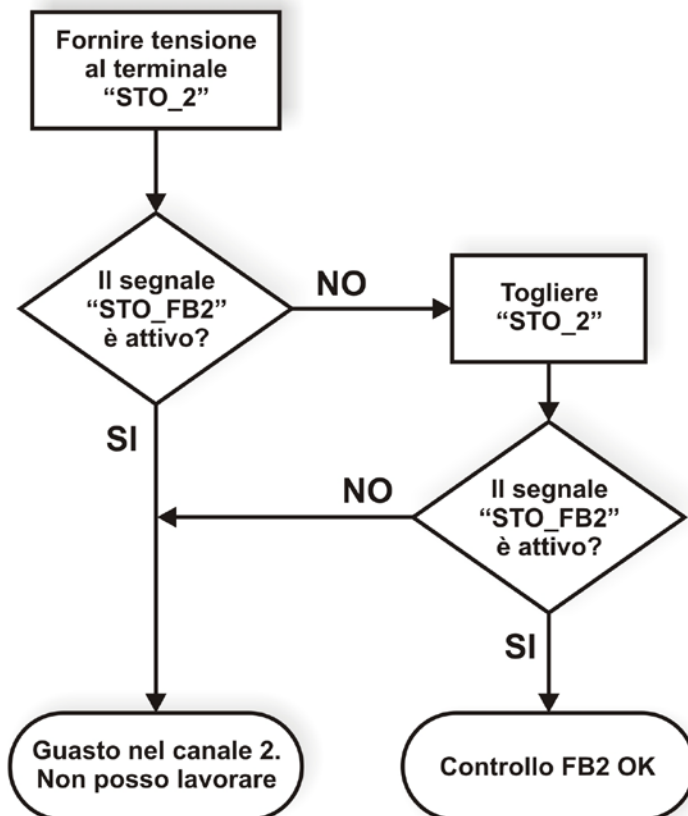 Fornire tensione
al terminale
“STO_2”
Il segnale
“STO_FB2”
è attivo?
NO
Togliere
“STO_2”
SI
NO
Il segnale
“STO_FB2”
è attivo?
SI
Guasto nel canale 2.
Non posso lavorare
Controllo FB2 OK